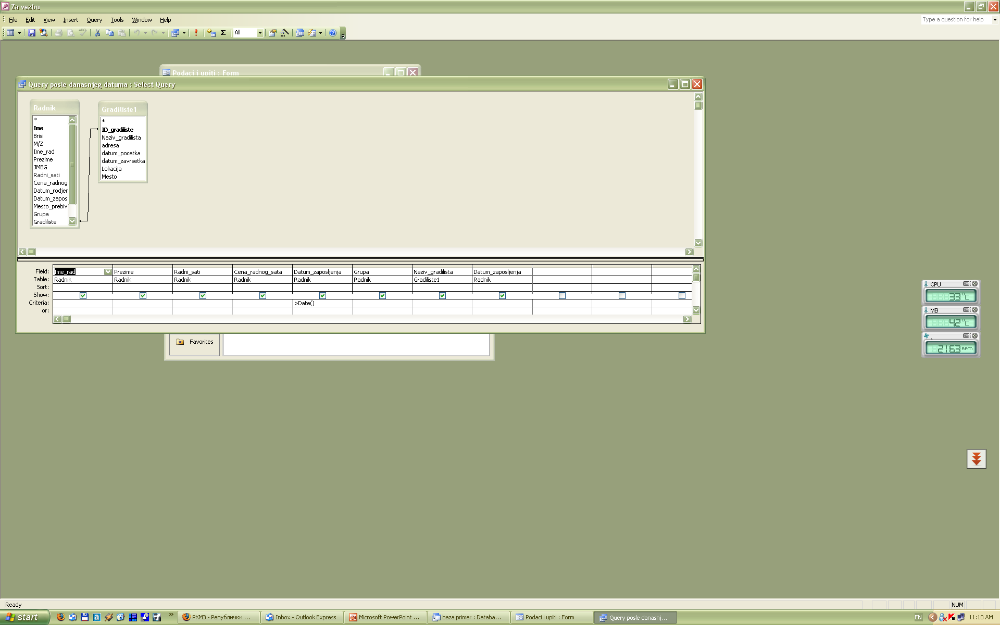 Za vezbu
File Edit View Insert Query Tools Window Help
Type a question for help
All
Podaci i upiti : Form
Query posle danasnjeg datuma : Select Query
Radnik
*
Ime
Brisi
M/Z
Ime_rad
Prezime
JMBG
Radni_sati
Cena_radnog
Datum_rodjer
Datum_zapos
Mesto_prebiv
Grupa
Gradiliste
Gradiliste1
*
ID_gradiliste
Naziv_gradilista
adresa
datum_pocetka
datum_zavrsetka
Lokacija
Mesto
Field: Ime_rad Prezime Radni_sati Cena_radnog_sata Datum_zaposljenja Grupa Naziv_gradilista Datum_zaposljenja
Table: Radnik Radnik Radnik Radnik Radnik Radnik Gradiliste1 Radnik
Sort:
Show:
Criteria: >Date()
or:
Favorites
CPU
33°C
MB
42°C
2163 RPM
Ready
NUM
start
РХМЗ - Републички ...
Inbox - Outlook Express
Microsoft PowerPoint ...
baza primer : Databa...
Podaci i upiti : Form
Query posle danasnj...
EN
11:10 AM